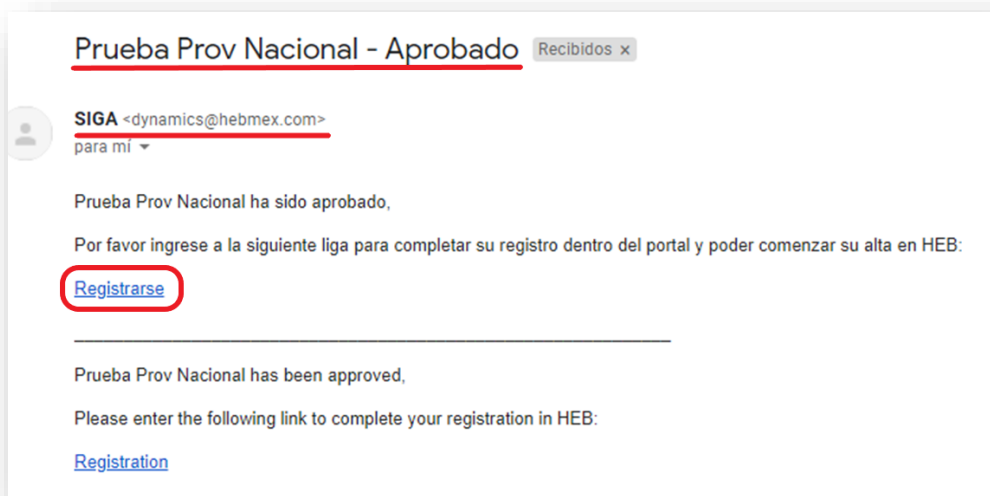 Prueba Prov Nacional - Aprobado Recibidos x
SIGA <dynamics@hebmex.com>
para mí
Prueba Prov Nacional ha sido aprobado,
Por favor ingrese a la siguiente liga para completar su registro dentro del portal y poder comenzar su alta en HEB:
Registrarse
Prueba Prov Nacional has been approved,
Please enter the following link to complete your registration in HEB:
Registration